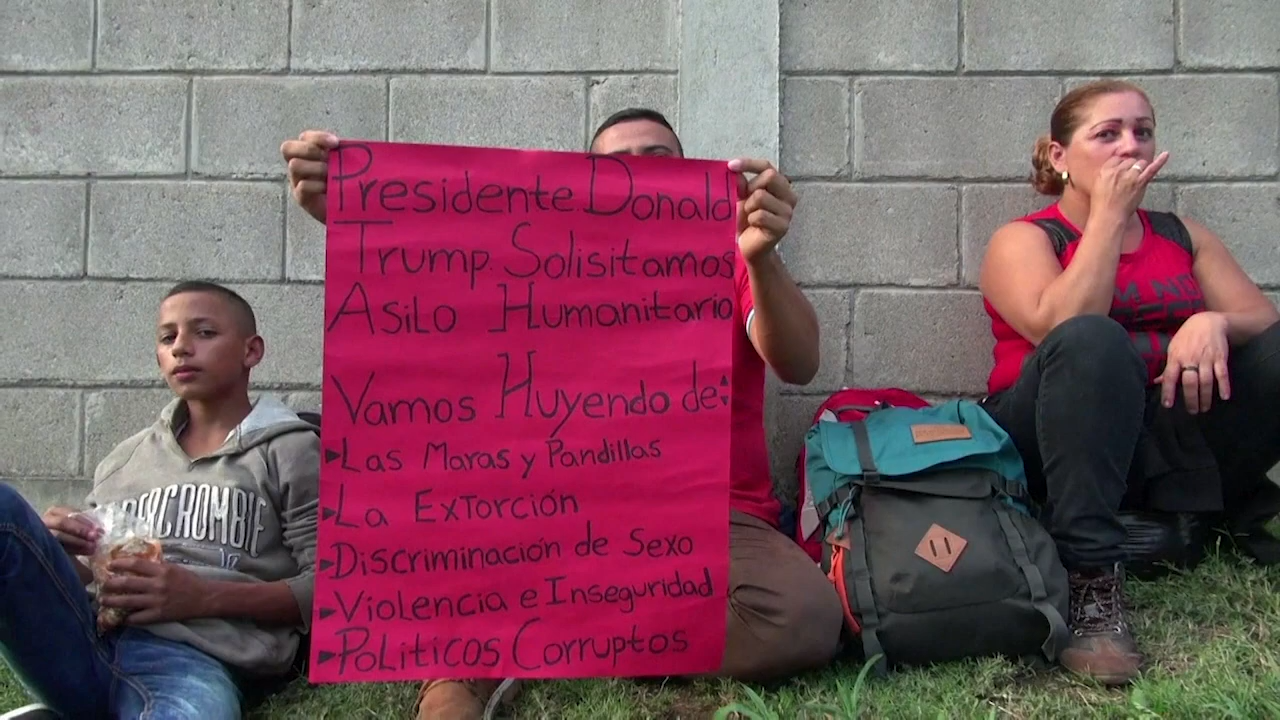 Presidente Donald
Trump. Solisitamos
Asilo Humanitario
Vamos Huyendo de:
►Las Maras y Pandillas
►La Extorción
►Discriminación de Sexo
►Violencia e Inseguridad
►Politicos Corruptos
ABERCROMBIE